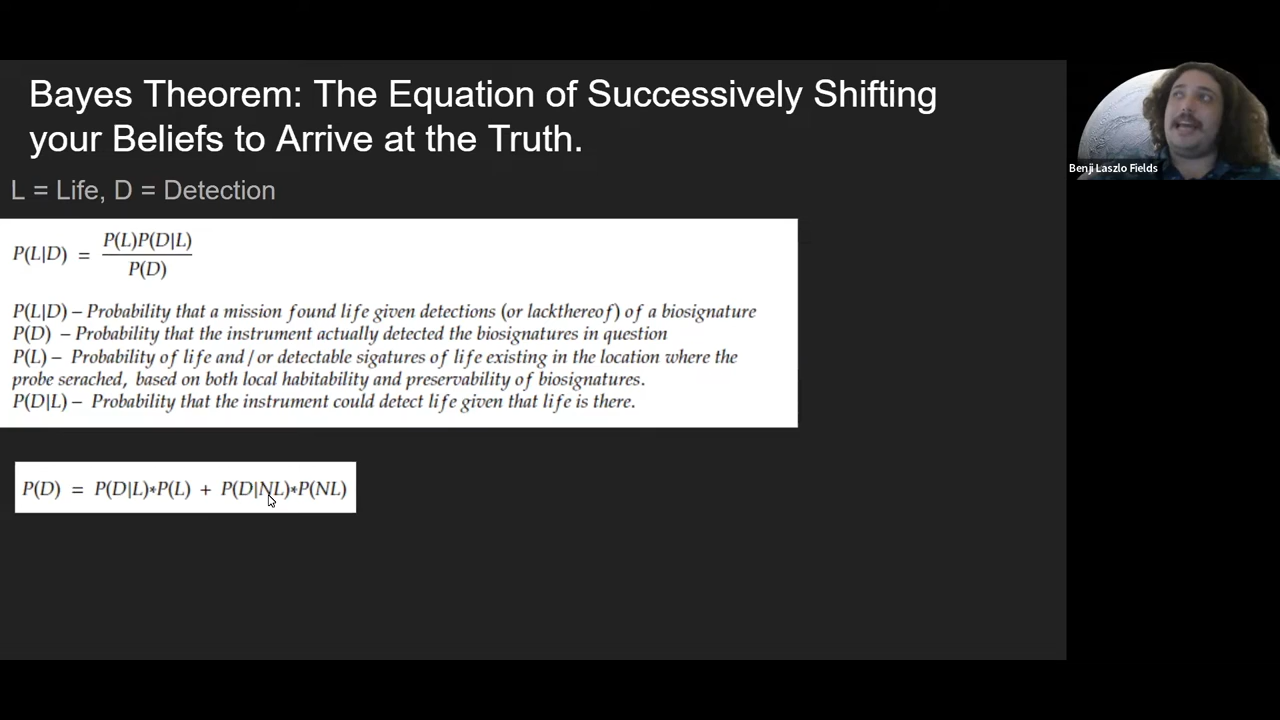 Bayes Theorem: The Equation of Successively Shifting
your Beliefs to Arrive at the Truth.
L = Life, D = Detection
Benji Laszlo Fields
P(L|D) = P(L)P(D|L) / P(D)
P(L|D) – Probability that a mission found life given detections (or lackthereof) of a biosignature
P(D) – Probability that the instrument actually detected the biosignatures in question
P(L) – Probability of life and/or detectable sigatures of life existing in the location where the
probe serached, based on both local habitability and preservability of biosignatures.
P(D|L) – Probability that the instrument could detect life given that life is there.
P(D) = P(D|L)*P(L) + P(D|NL)*P(NL)